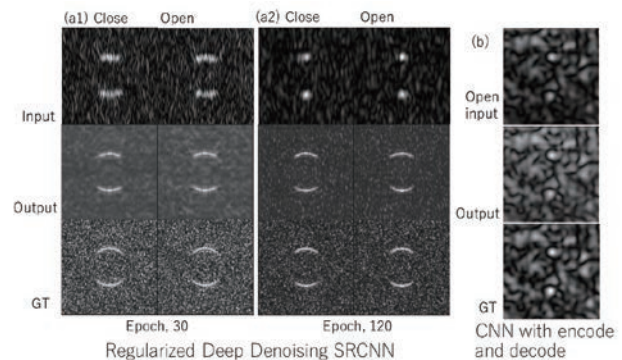 (a1) Close Open (a2) Close Open
(b)
Input
Open
input
Output
Output
GT
GT
Epoch, 30 Epoch, 120
CNN with encode
and decode
Regularized Deep Denoising SRCNN